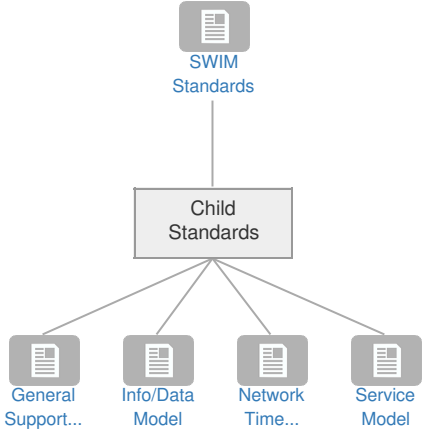 SWIM
Standards
Child
Standards
General
Support...
Info/Data
Model
Network
Time...
Service
Model